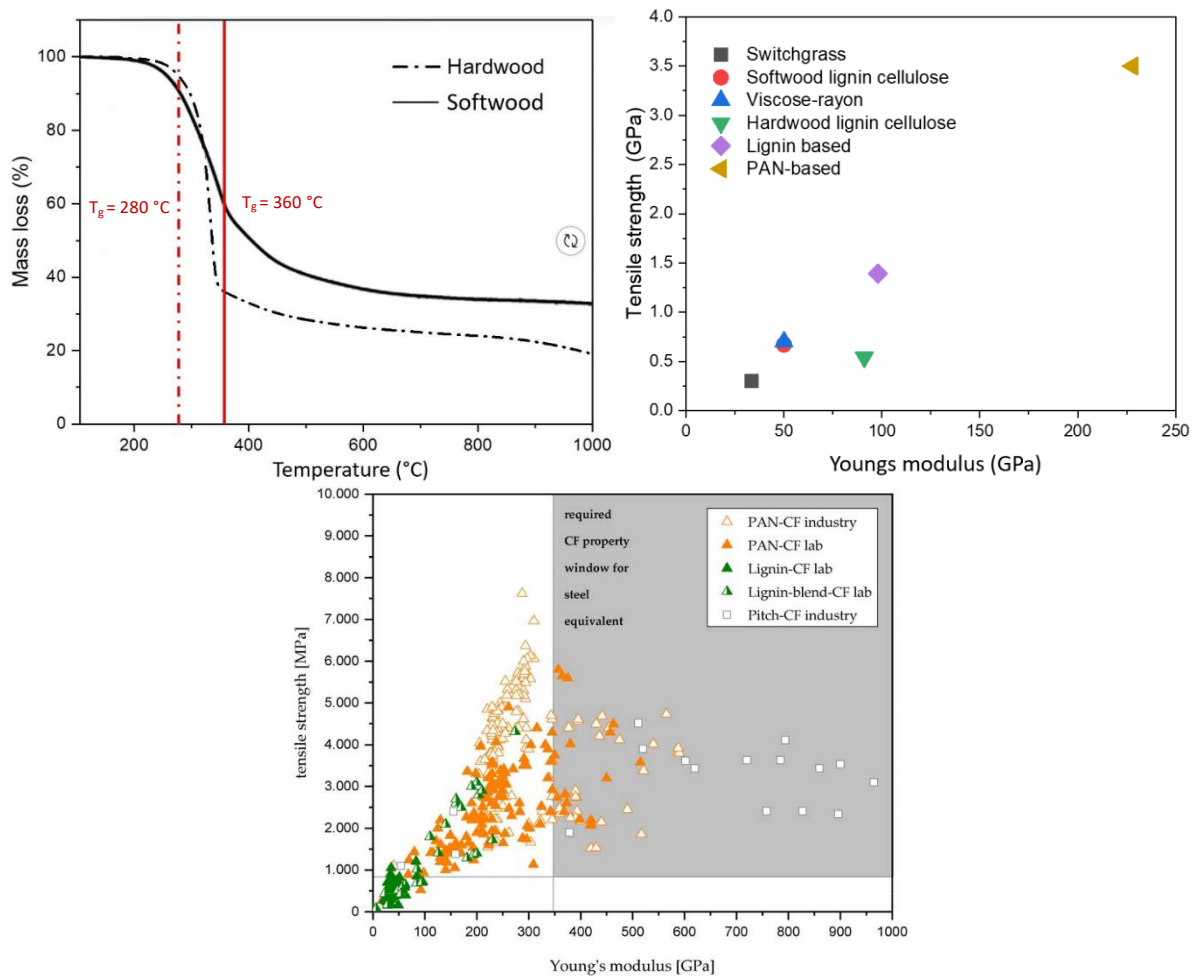 100
80
60
40
20
0
Mass loss (%)
Hardwood
Softwood
Tg = 280 °C
Tg = 360 °C
200
400
600
800
1000
Temperature (°C)
4.0
3.5
3.0
2.5
2.0
1.5
1.0
0.5
0.0
Tensile strength (GPa)
Switchgrass
Softwood lignin cellulose
Viscose-rayon
Hardwood lignin cellulose
Lignin based
PAN-based
0
50
100
150
200
250
Youngs modulus (GPa)
10.000
9.000
8.000
7.000
6.000
5.000
4.000
3.000
2.000
1.000
0
tensile strength [MPa]
required
CF property
window for
steel
equivalent
PAN-CF industry
PAN-CF lab
Lignin-CF lab
Lignin-blend-CF lab
Pitch-CF industry
0
100
200
300
400
500
600
700
800
900
1000
Young's modulus [GPa]